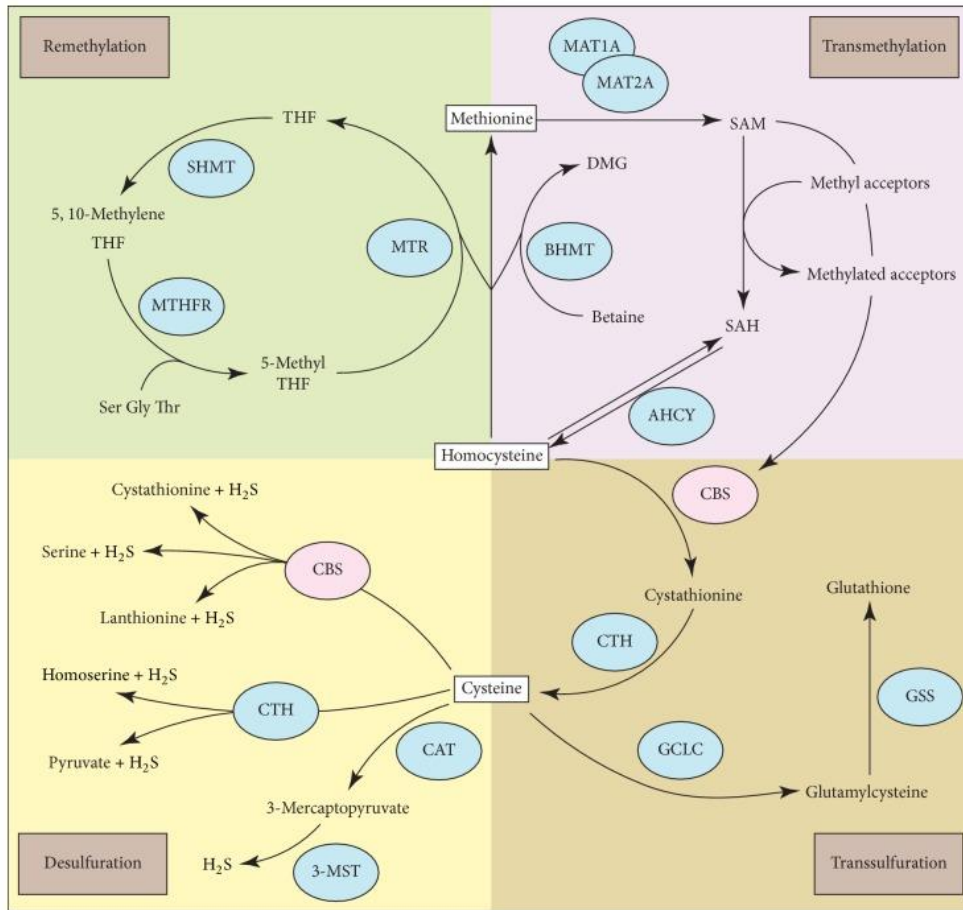 Remethylation
Transmethylation
MAT1A
MAT2A
THF
Methionine
SAM
SHMT
DMG
Methyl acceptors
5, 10-Methylene
THF
MTR
BHMT
Methylated acceptors
MTHFR
Betaine
SAH
5-Methyl
THF
Ser Gly Thr
AHCY
Homocysteine
CBS
Cystathionine + H₂S
Serine + H₂S
CBS
Lanthionine + H₂S
Cystathionine
Glutathione
CTH
Homoserine + H₂S
Cysteine
CTH
GSS
CAT
GCLC
Pyruvate + H₂S
3-Mercaptopyruvate
Glutamylcysteine
H₂S
3-MST
Desulfuration
Transsulfuration